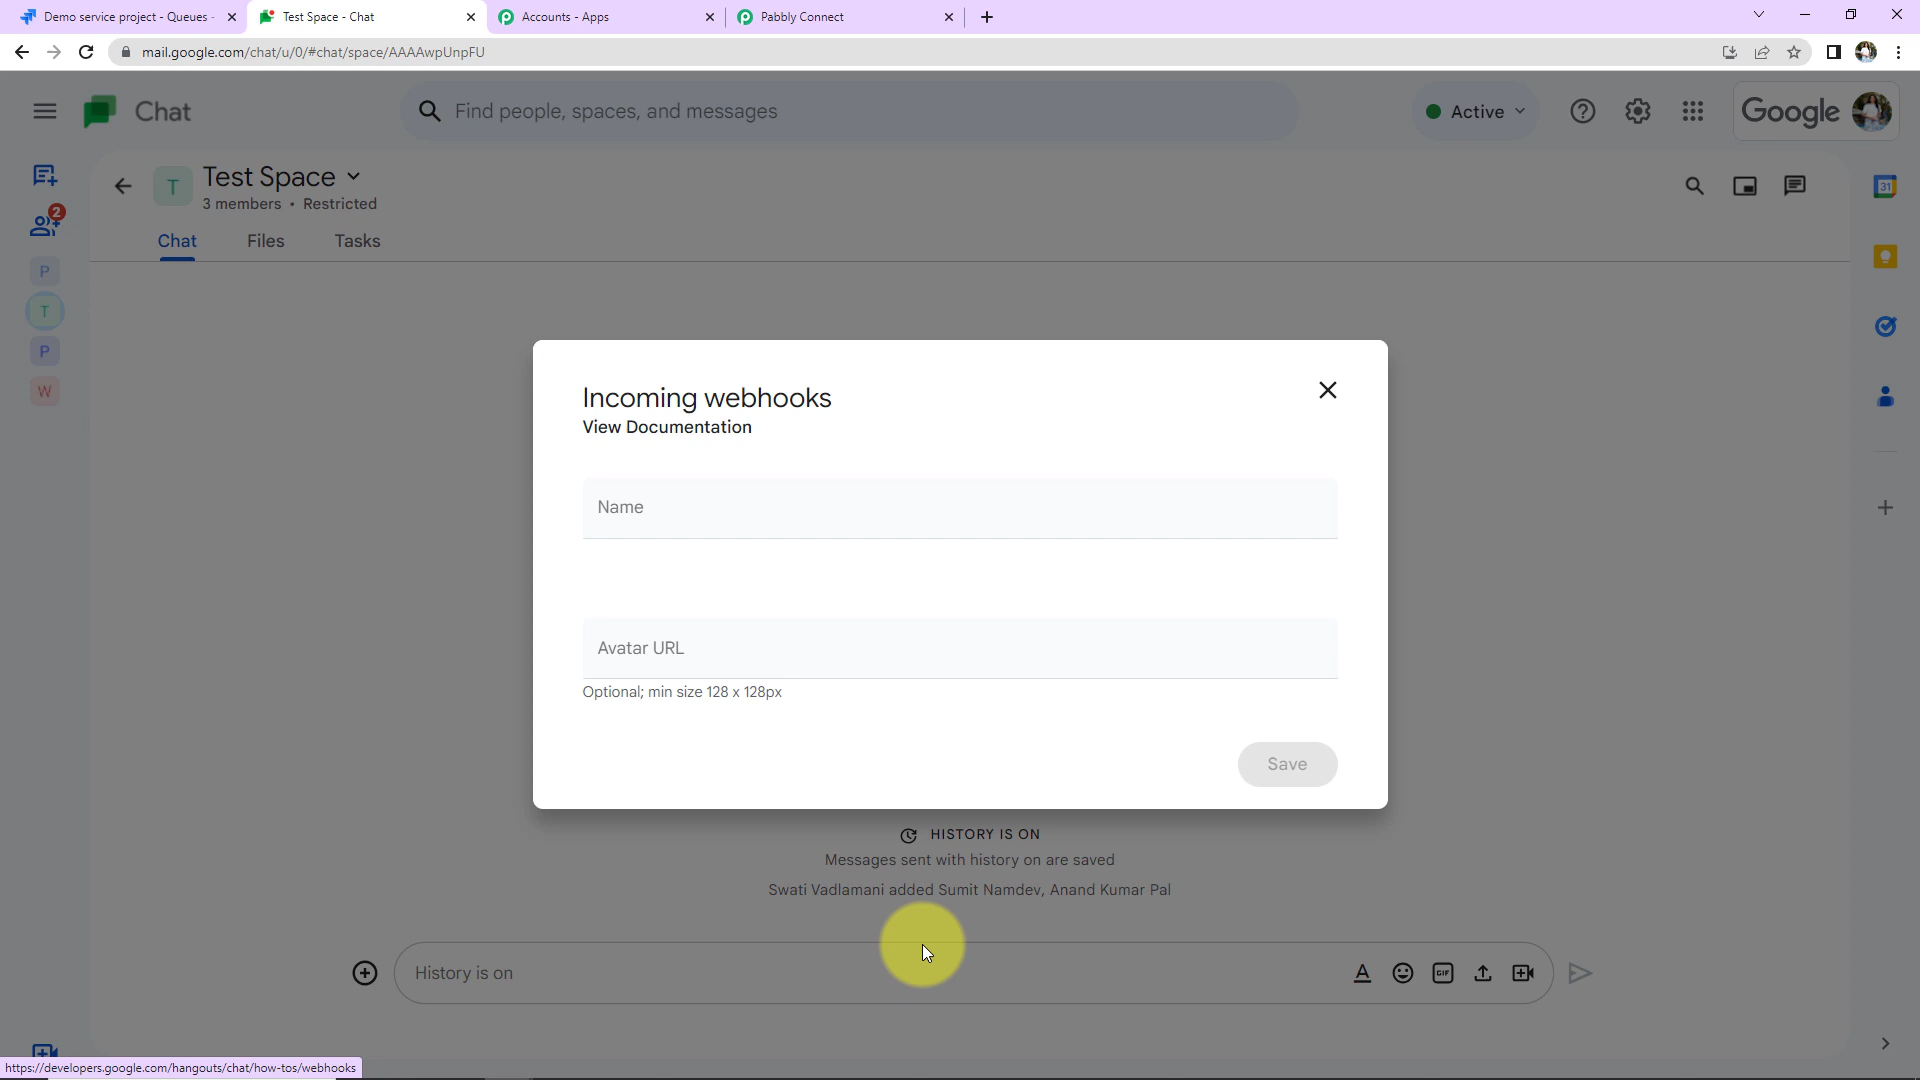 Demo service project - Queues -
Test Space - Chat
Accounts - Apps
Pabbly Connect
mail.google.com/chat/u/0/#chat/space/AAAAwpUnpFU
Chat
Find people, spaces, and messages
Active
Google
T
Test Space
3 members • Restricted
31
2
Chat
Files
Tasks
P
T
P
W
Incoming webhooks
View Documentation
Name
Avatar URL
Optional; min size 128 x 128px
Save
HISTORY IS ON
Messages sent with history on are saved
Swati Vadlamani added Sumit Namdev, Anand Kumar Pal
History is on
A
GIF
https://developers.google.com/hangouts/chat/how-tos/webhooks